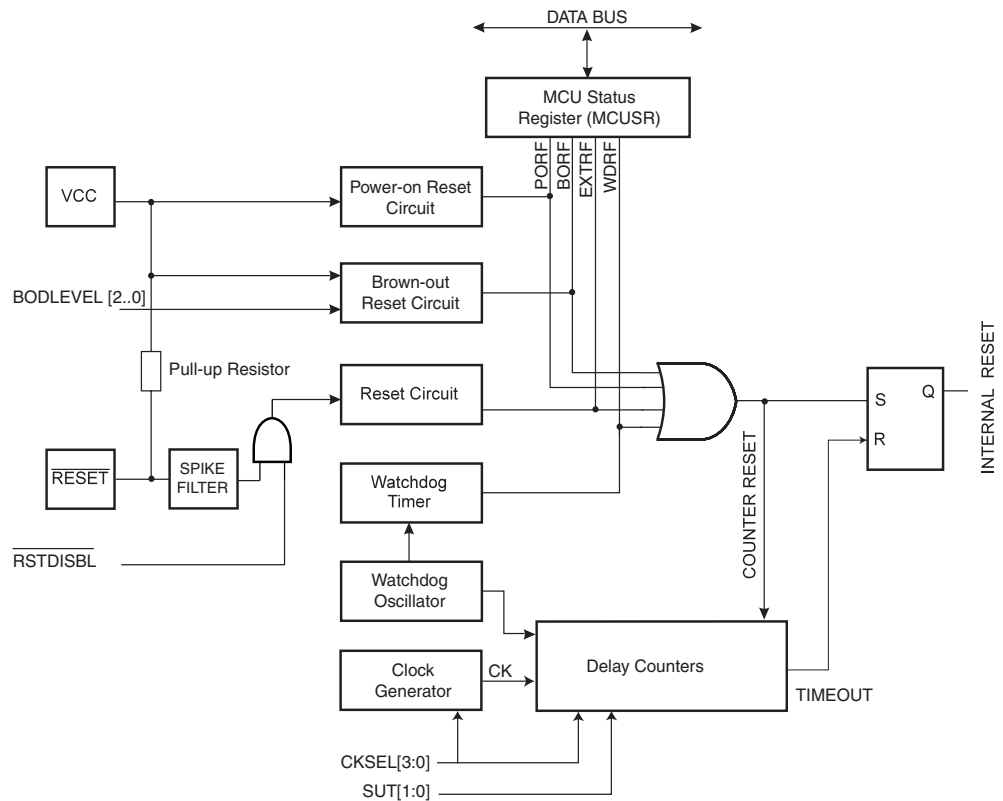 DATA BUS
MCU Status
Register (MCUSR)
PORF
BORF
EXTRF
WDRF
VCC
Power-on Reset
Circuit
Brown-out
Reset Circuit
BODLEVEL [2..0]
Pull-up Resistor
Reset Circuit
S
Q
R
INTERNAL RESET
RESET
SPIKE
FILTER
Watchdog
Timer
COUNTER RESET
RSTDISBL
Watchdog
Oscillator
Clock
Generator
CK
Delay Counters
TIMEOUT
CKSEL[3:0]
SUT[1:0]